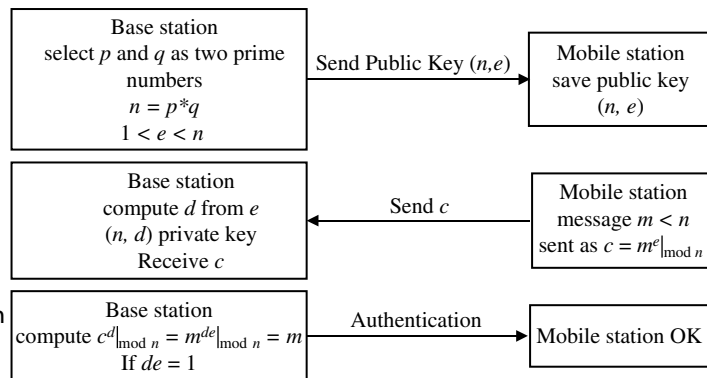 Base station
select p and q as two prime
numbers
n = p*q
1 < e < n
Send Public Key (n,e)
Mobile station
save public key
(n, e)
Base station
compute d from e
(n, d) private key
Receive c
Send c
Mobile station
message m < n
sent as c = m^e|mod n
n
Base station
compute c^d|mod n = m^de|mod n = m
If de = 1
Authentication
Mobile station OK